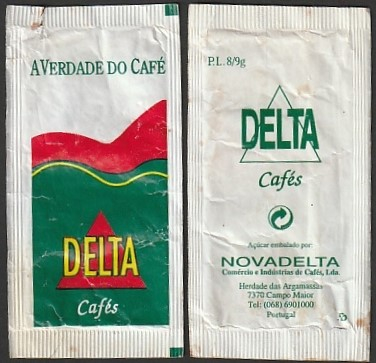 A VERDADE DO CAFÉ
DELTA
Cafés
P.L. 8/9g
DELTA
Cafés
Açúcar embalado por:
NOVADELTA
Comércio e Indústrias de Cafés, Lda.
Herdade das Argamassas
7370 Campo Maior
Tel: (068) 6901000
Portugal